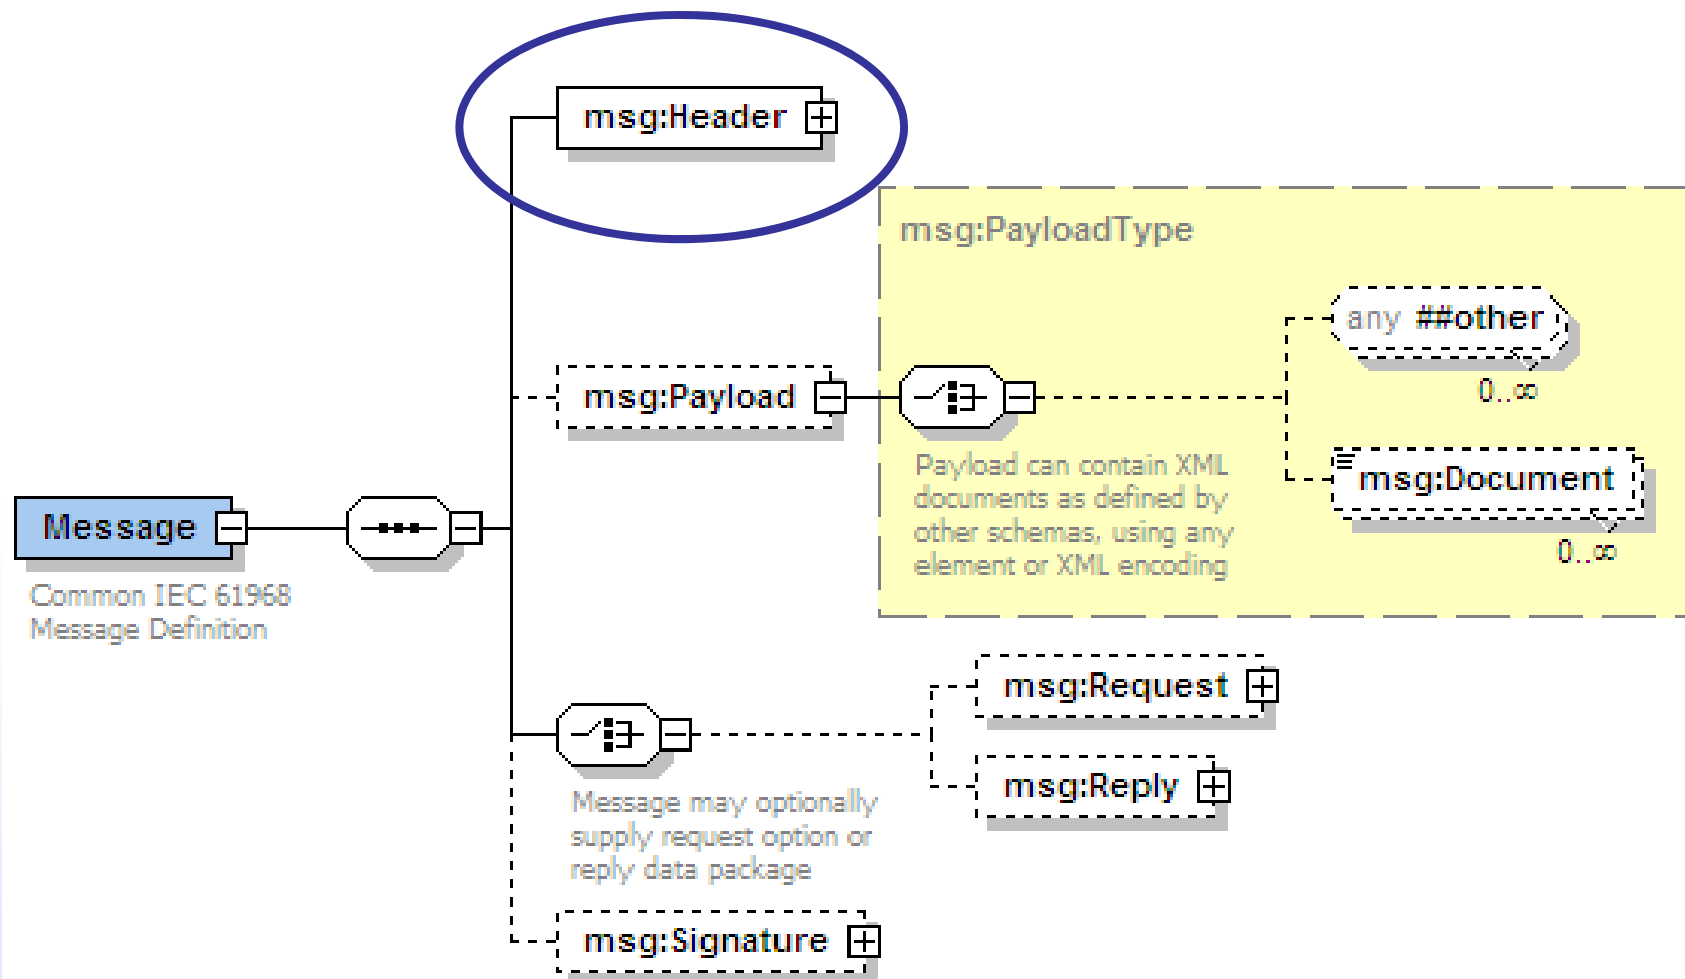 msg:Header
msg:PayloadType
any ##other
0..∞
msg:Payload
Payload can contain XML
documents as defined by
other schemas, using any
element or XML encoding
msg:Document
0..∞
Message
Common IEC 61968
Message Definition
msg:Request
msg:Reply
Message may optionally
supply request option or
reply data package
msg:Signature